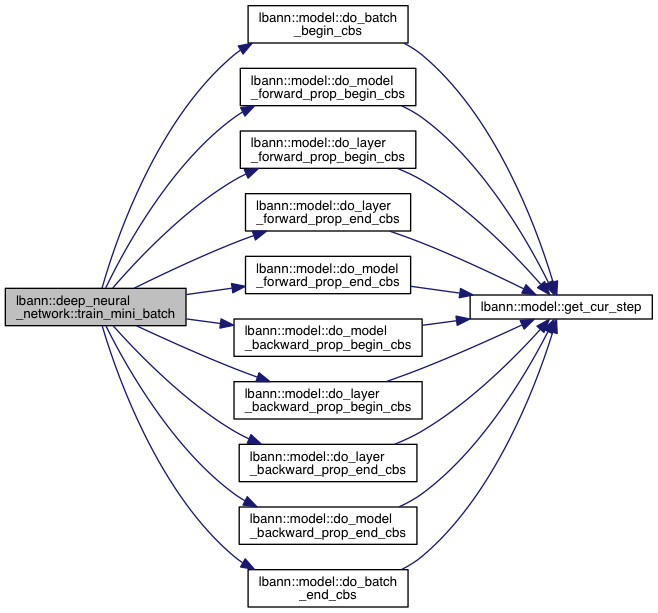 lbann::model::do_batch
_begin_cbs
lbann::model::do_model
_forward_prop_begin_cbs
lbann::model::do_layer
_forward_prop_begin_cbs
lbann::model::do_layer
_forward_prop_end_cbs
lbann::model::do_model
_forward_prop_end_cbs
lbann::deep_neural
_network::train_mini_batch
lbann::model::get_cur_step
lbann::model::do_model
_backward_prop_begin_cbs
lbann::model::do_layer
_backward_prop_begin_cbs
lbann::model::do_layer
_backward_prop_end_cbs
lbann::model::do_model
_backward_prop_end_cbs
lbann::model::do_batch
_end_cbs